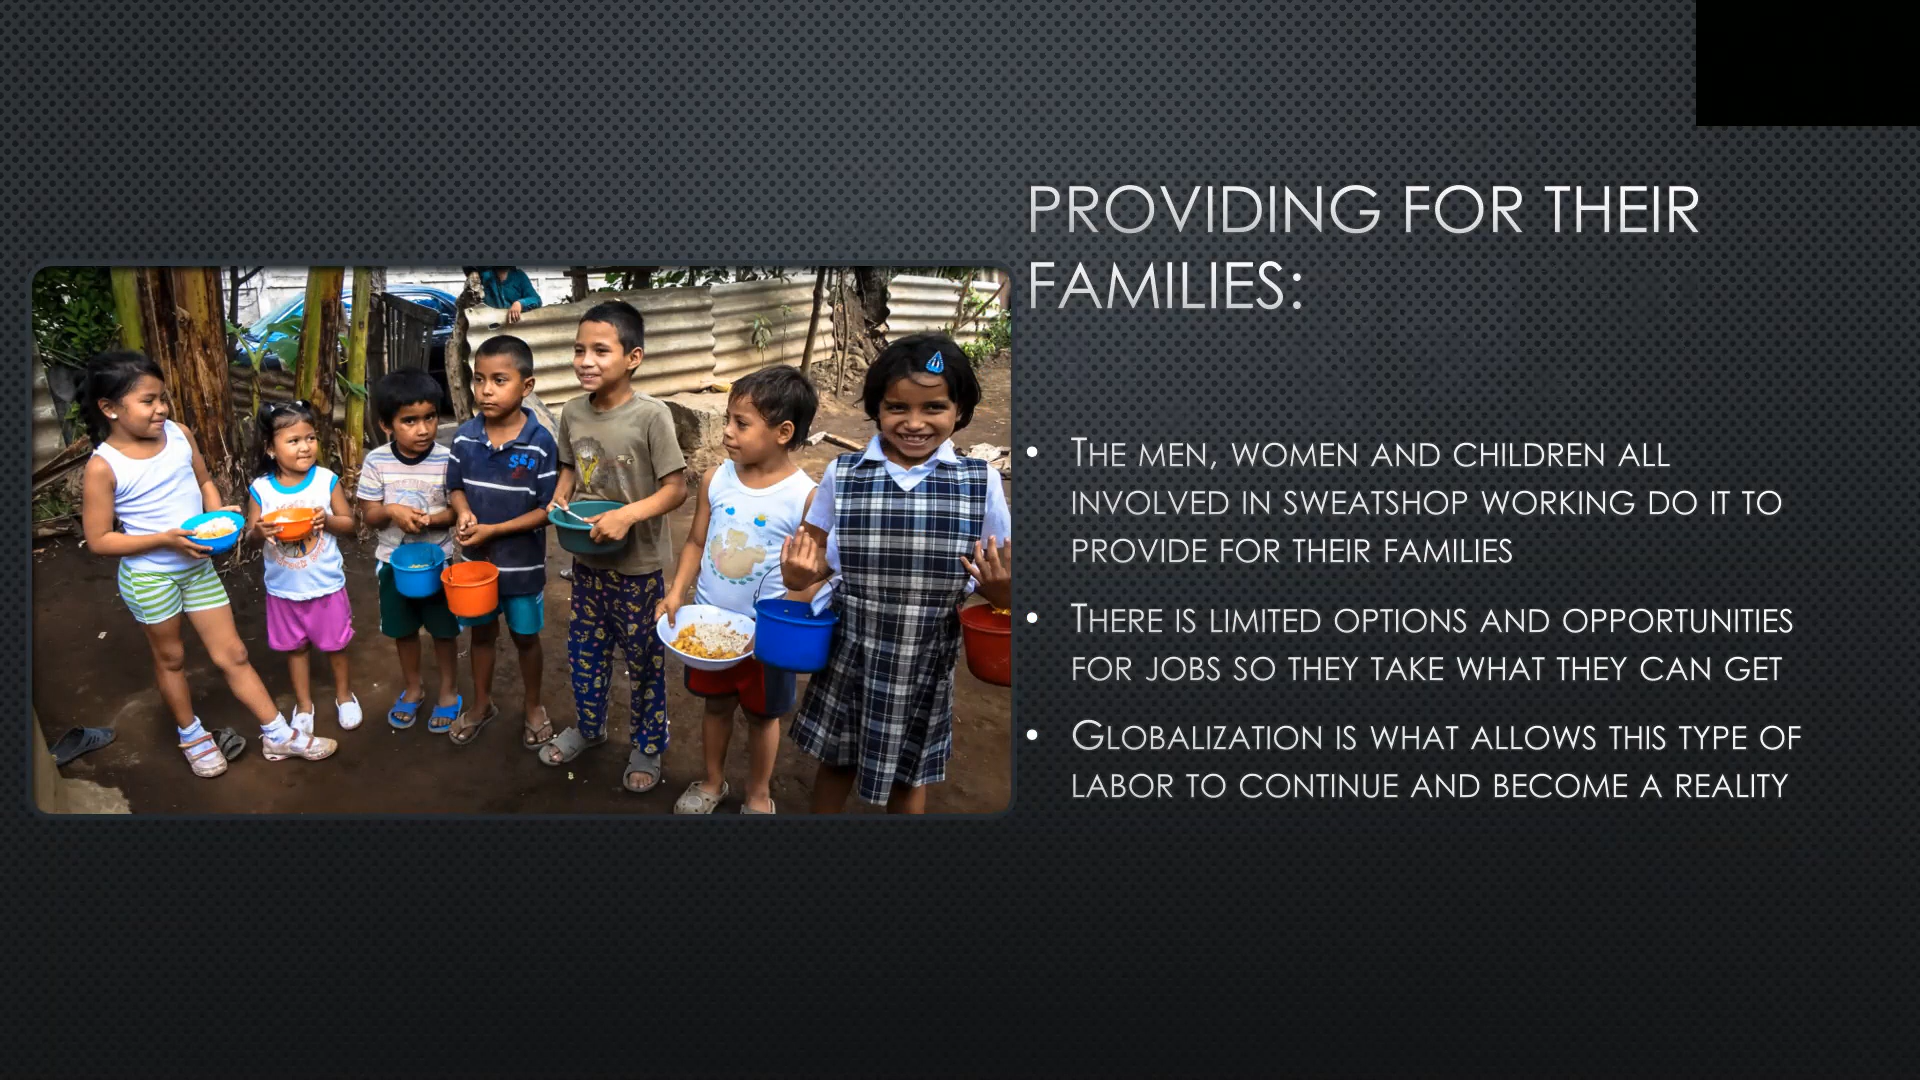 PROVIDING FOR THEIR
FAMILIES:
• THE MEN, WOMEN AND CHILDREN ALL
INVOLVED IN SWEATSHOP WORKING DO IT TO
PROVIDE FOR THEIR FAMILIES
• THERE IS LIMITED OPTIONS AND OPPORTUNITIES
FOR JOBS SO THEY TAKE WHAT THEY CAN GET
• GLOBALIZATION IS WHAT ALLOWS THIS TYPE OF
LABOR TO CONTINUE AND BECOME A REALITY